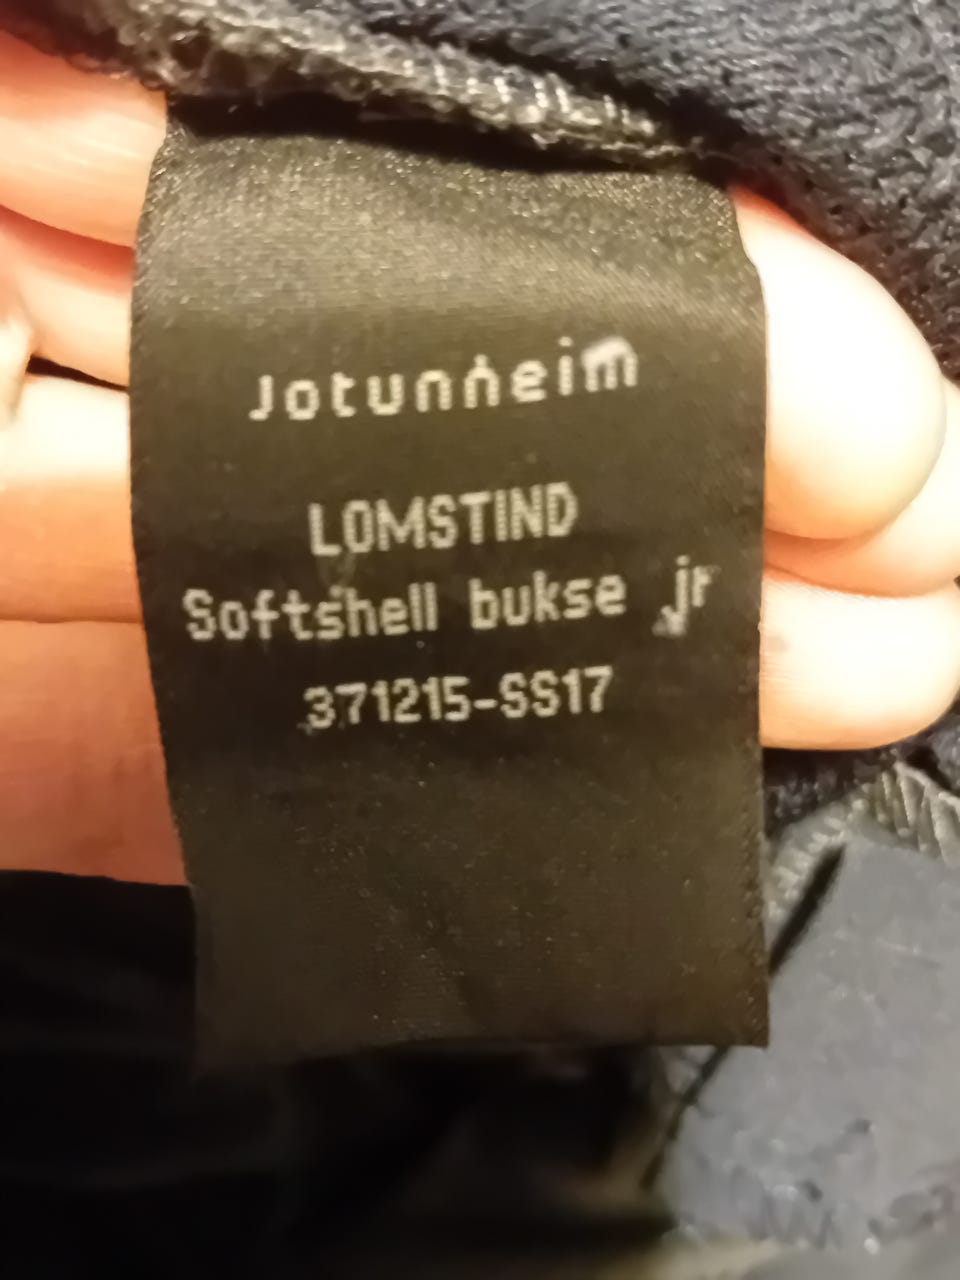 Jotunheim
LOMSTIND
Softshell bukse jr
371215-SS17